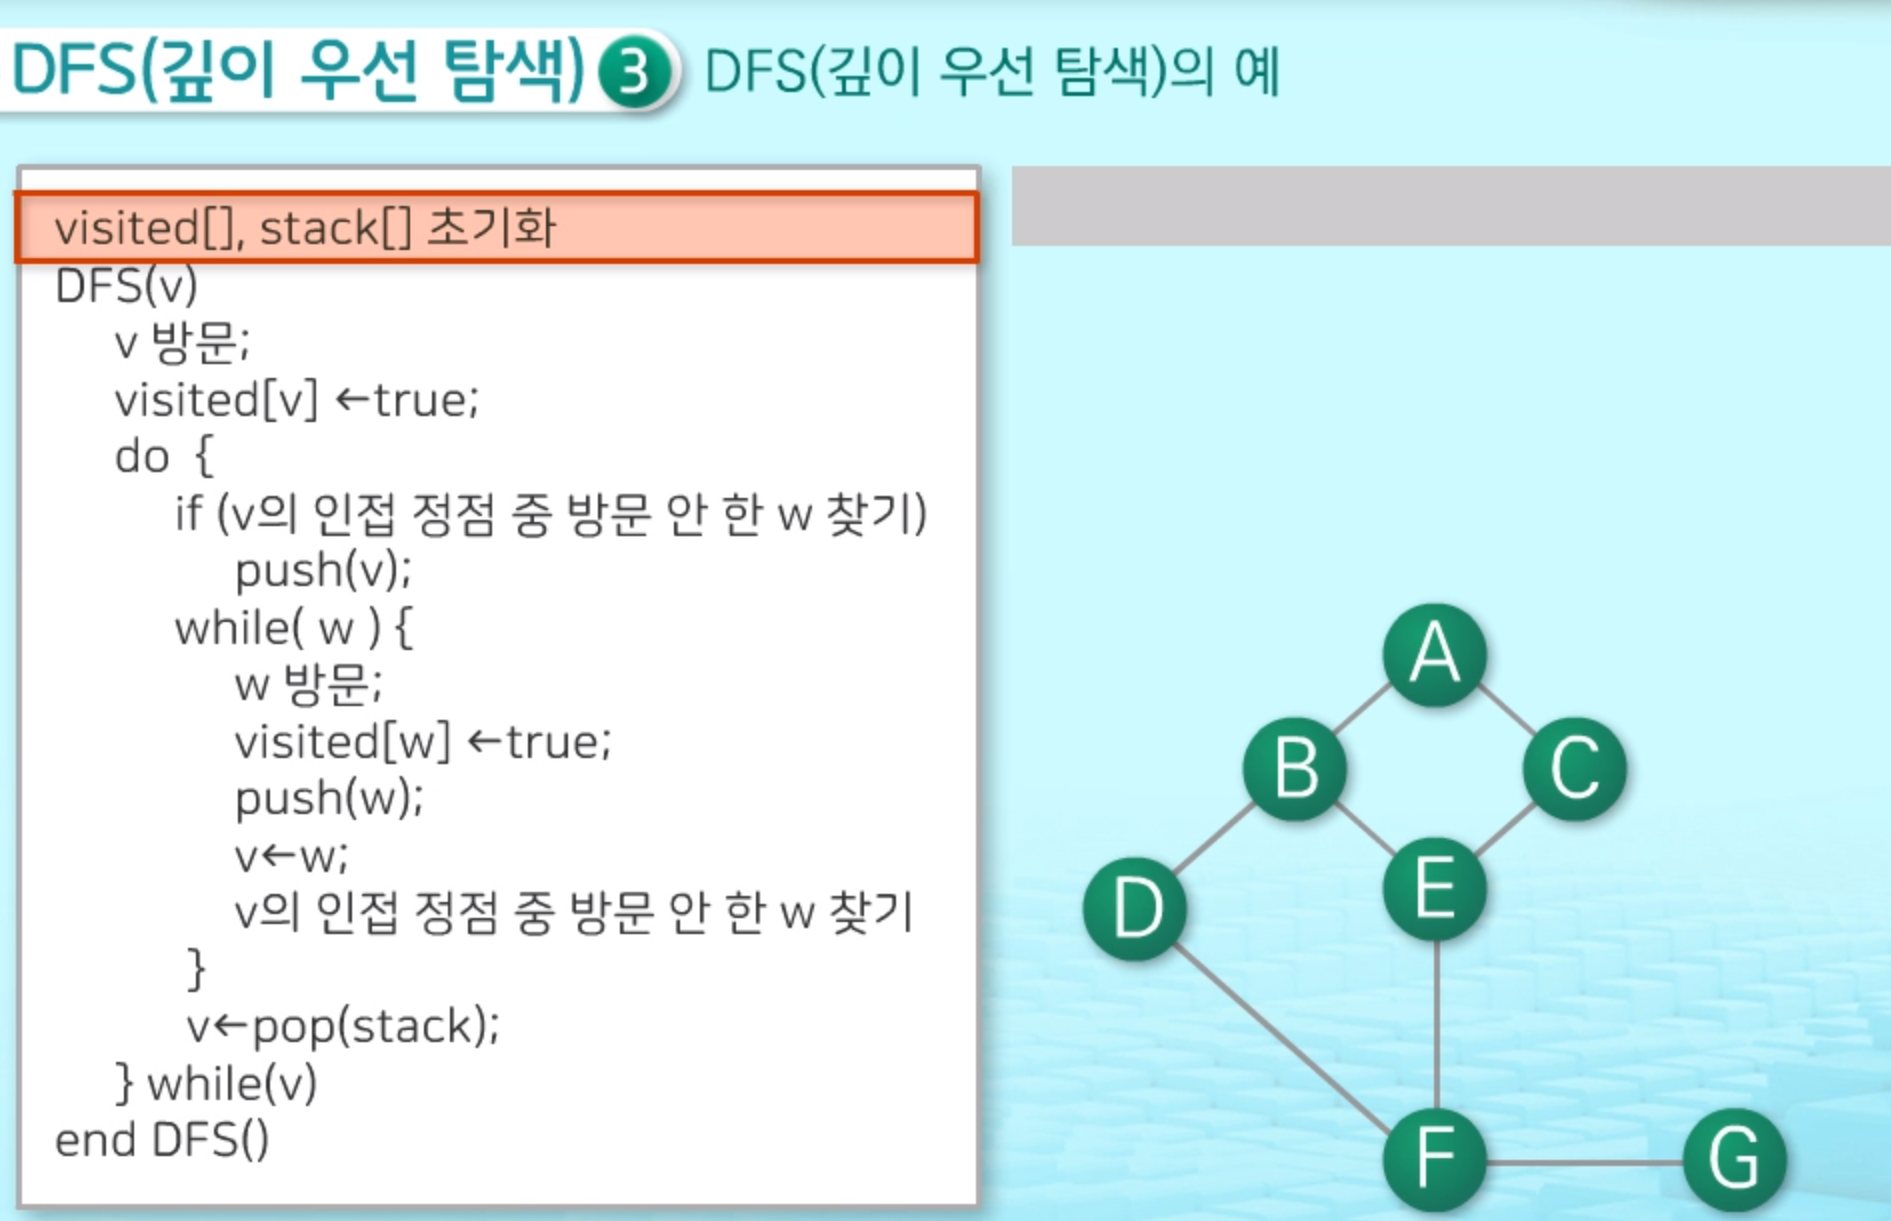 DFS(깊이 우선 탐색) 3 DFS(깊이 우선 탐색)의 예
visited[], stack[] 초기화
DFS(v)
v 방문;
visited[v] ←true;
do {
if (v의 인접 정점 중 방문 안 한 w 찾기)
push(v);
while( w ) {
w 방문;
visited[w] ←true;
push(w);
v←w;
v의 인접 정점 중 방문 안 한 w 찾기
}
v←pop(stack);
} while(v)
end DFS()
A
B
C
D
E
F
G